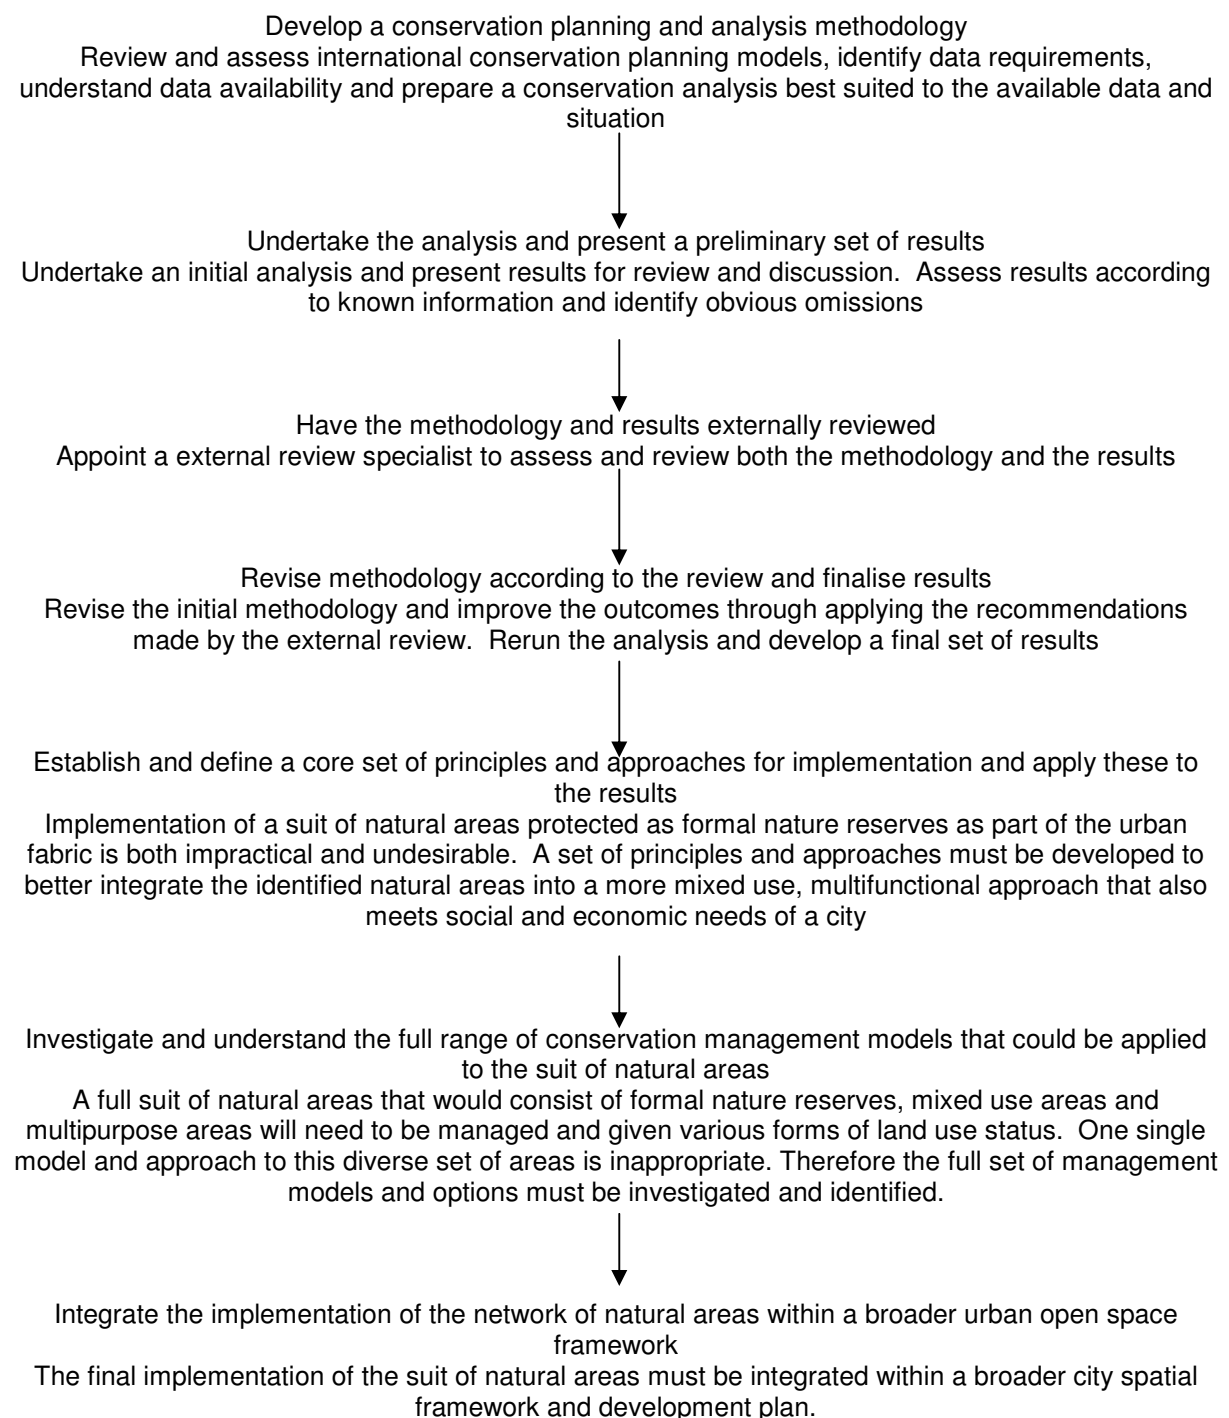 Develop a conservation planning and analysis methodology
Review and assess international conservation planning models, identify data requirements,
understand data availability and prepare a conservation analysis best suited to the available data and
situation
Undertake the analysis and present a preliminary set of results
Undertake an initial analysis and present results for review and discussion.  Assess results according
to known information and identify obvious omissions
Have the methodology and results externally reviewed
Appoint a external review specialist to assess and review both the methodology and the results
Revise methodology according to the review and finalise results
Revise the initial methodology and improve the outcomes through applying the recommendations
made by the external review.  Rerun the analysis and develop a final set of results
Establish and define a core set of principles and approaches for implementation and apply these to
the results
Implementation of a suit of natural areas protected as formal nature reserves as part of the urban
fabric is both impractical and undesirable.  A set of principles and approaches must be developed to
better integrate the identified natural areas into a more mixed use, multifunctional approach that also
meets social and economic needs of a city
Investigate and understand the full range of conservation management models that could be applied
to the suit of natural areas
A full suit of natural areas that would consist of formal nature reserves, mixed use areas and
multipurpose areas will need to be managed and given various forms of land use status.  One single
model and approach to this diverse set of areas is inappropriate. Therefore the full set of management
models and options must be investigated and identified.
Integrate the implementation of the network of natural areas within a broader urban open space
framework
The final implementation of the suit of natural areas must be integrated within a broader city spatial
framework and development plan.